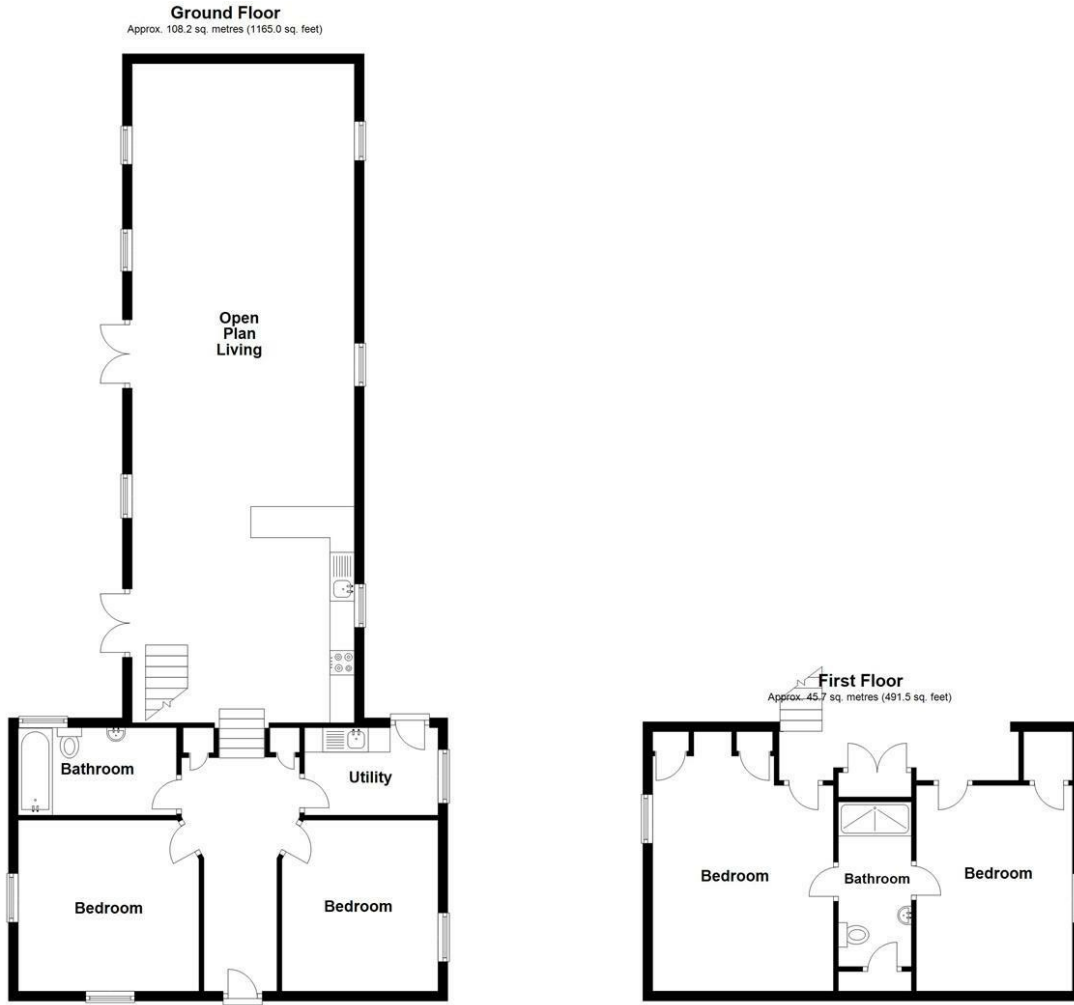 Ground Floor
Approx. 108.2 sq. metres (1165.0 sq. feet)
Open
Plan
Living
Bathroom
Utility
Bedroom
Bedroom
First Floor
Approx. 45.7 sq. metres (491.5 sq. feet)
Bedroom
Bathroom
Bedroom